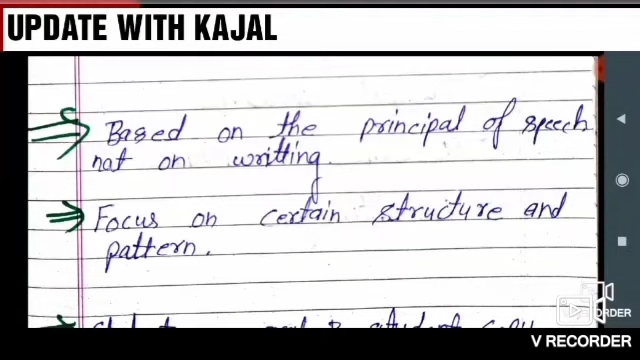 UPDATE WITH KAJAL
Based on the principal of speech
not on writting
Focus on certain structure and
pattern.
ORDER
V RECORDER